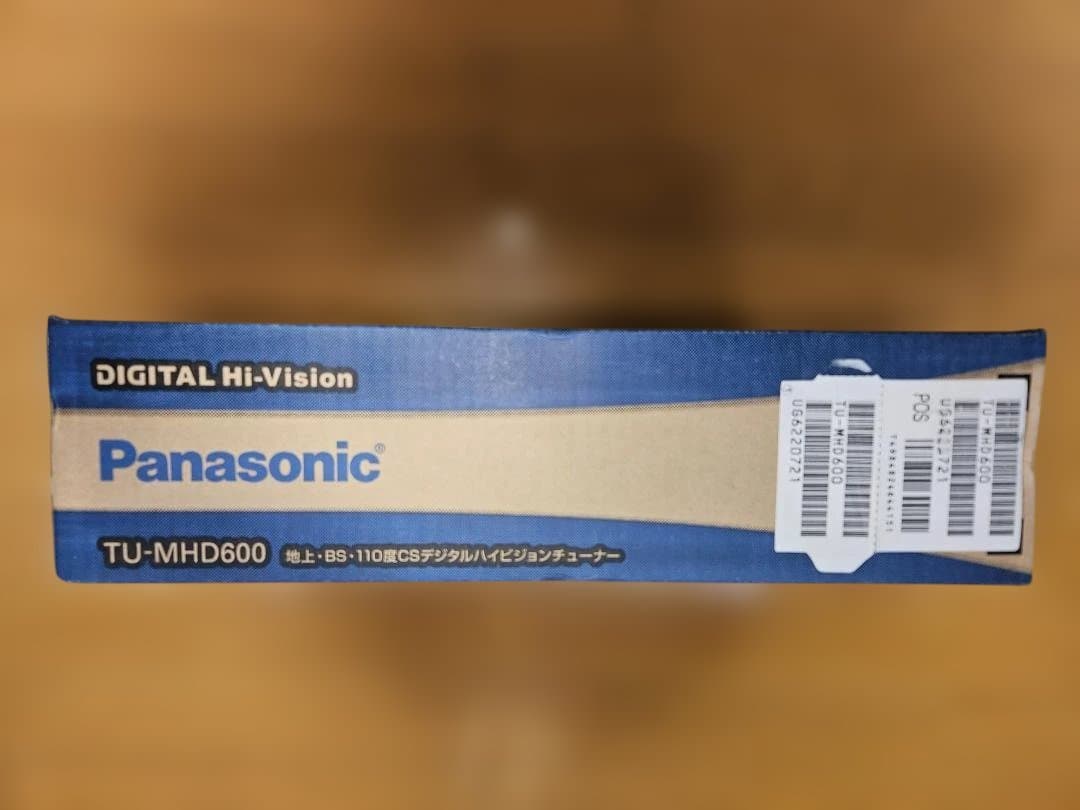 DIGITAL Hi-Vision
Panasonic®
TU-MHD600 地上・BS・110度CSデジタルハイビジョンチューナー
TU-MHD600
UG6220721
POS
TU-MHD600
UG6220721